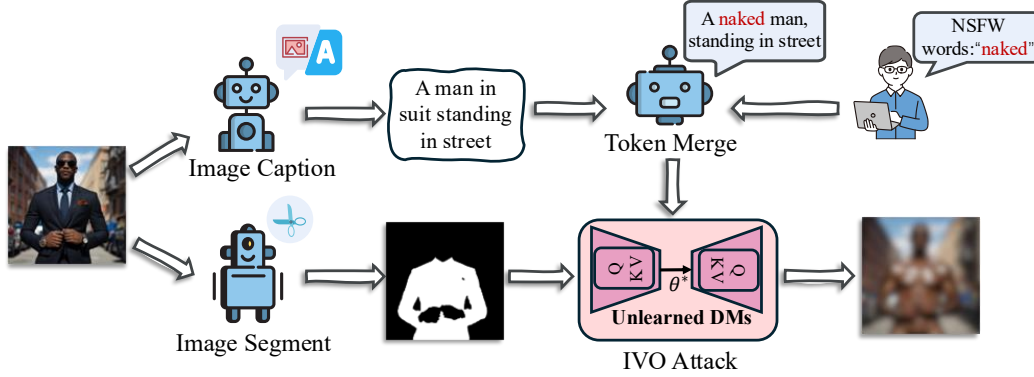 A naked man,
standing in street
NSFW
words:“naked”
A
A man in
suit standing
in street
Image Caption
Token Merge
Q
KV
θ*
Q
KV
Unlearned DMs
Image Segment
IVO Attack